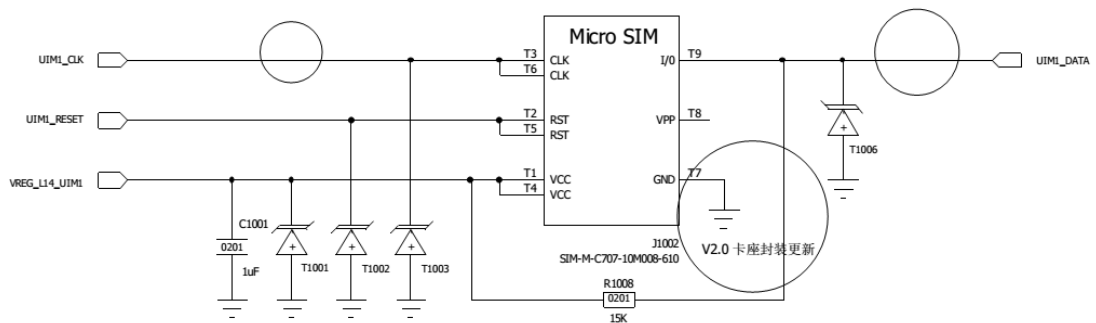 Micro SIM
UIM1_CLK
T3
CLK
I/0
T9
UIM1_DATA
T6
CLK
UIM1_RESET
T2
RST
VPP
T8
T5
RST
T1006
VREG_L14_UIM1
T1
VCC
GND
T7
T4
VCC
C1001
0201
1uF
T1001
T1002
T1003
J1002
SIM-M-C707-10M008-610
V2.0 卡座封装更新
R1008
0201
15K